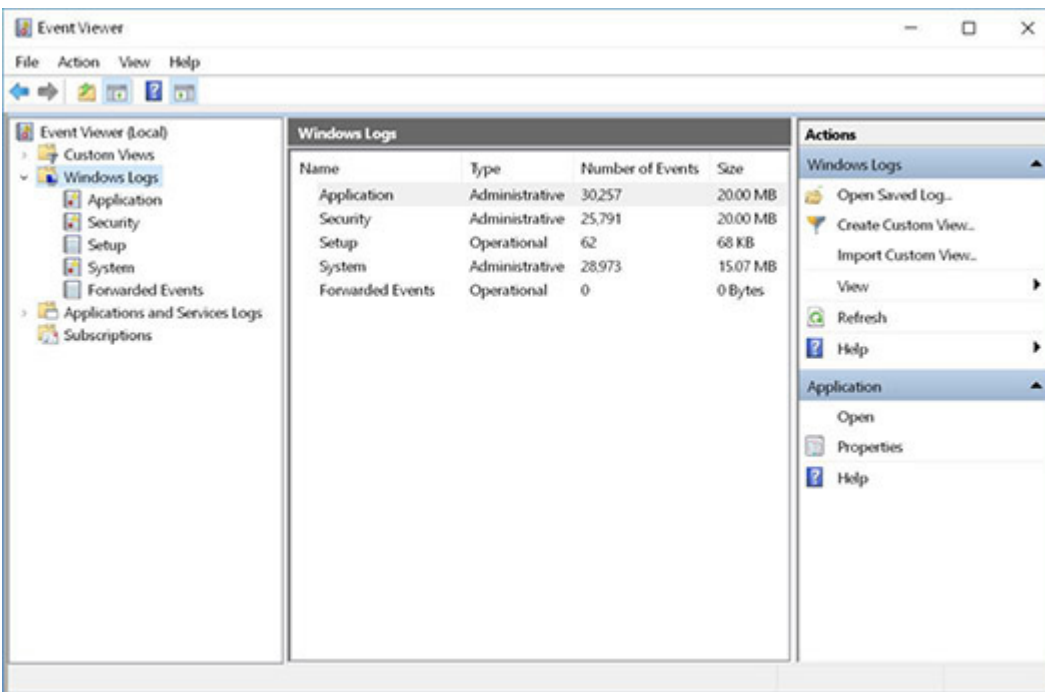 Event Viewer
File Action View Help
Event Viewer (Local)
Custom Views
Windows Logs
Application
Security
Setup
System
Forwarded Events
Applications and Services Logs
Subscriptions
Windows Logs
Name Type Number of Events Size
Application Administrative 30,257 20.00 MB
Security Administrative 25,791 20.00 MB
Setup Operational 62 68 KB
System Administrative 28,973 15.07 MB
Forwarded Events Operational 0 0 Bytes
Actions
Windows Logs
Open Saved Log...
Create Custom View...
Import Custom View...
View
Refresh
Help
Application
Open
Properties
Help